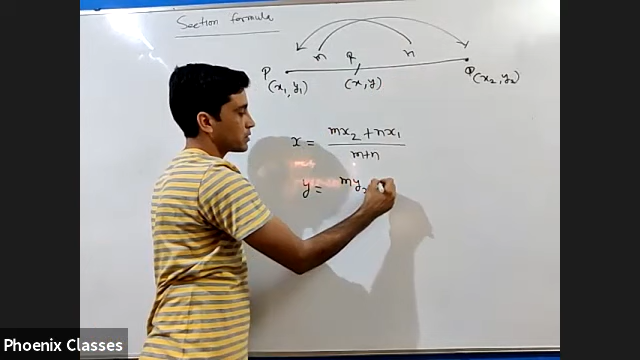 Section formula
m R n
P Q
(x₁, y₁) (x, y) (x₂, y₂)
x = mx₂ + nx₁
m+n
y = my₂
Phoenix Classes